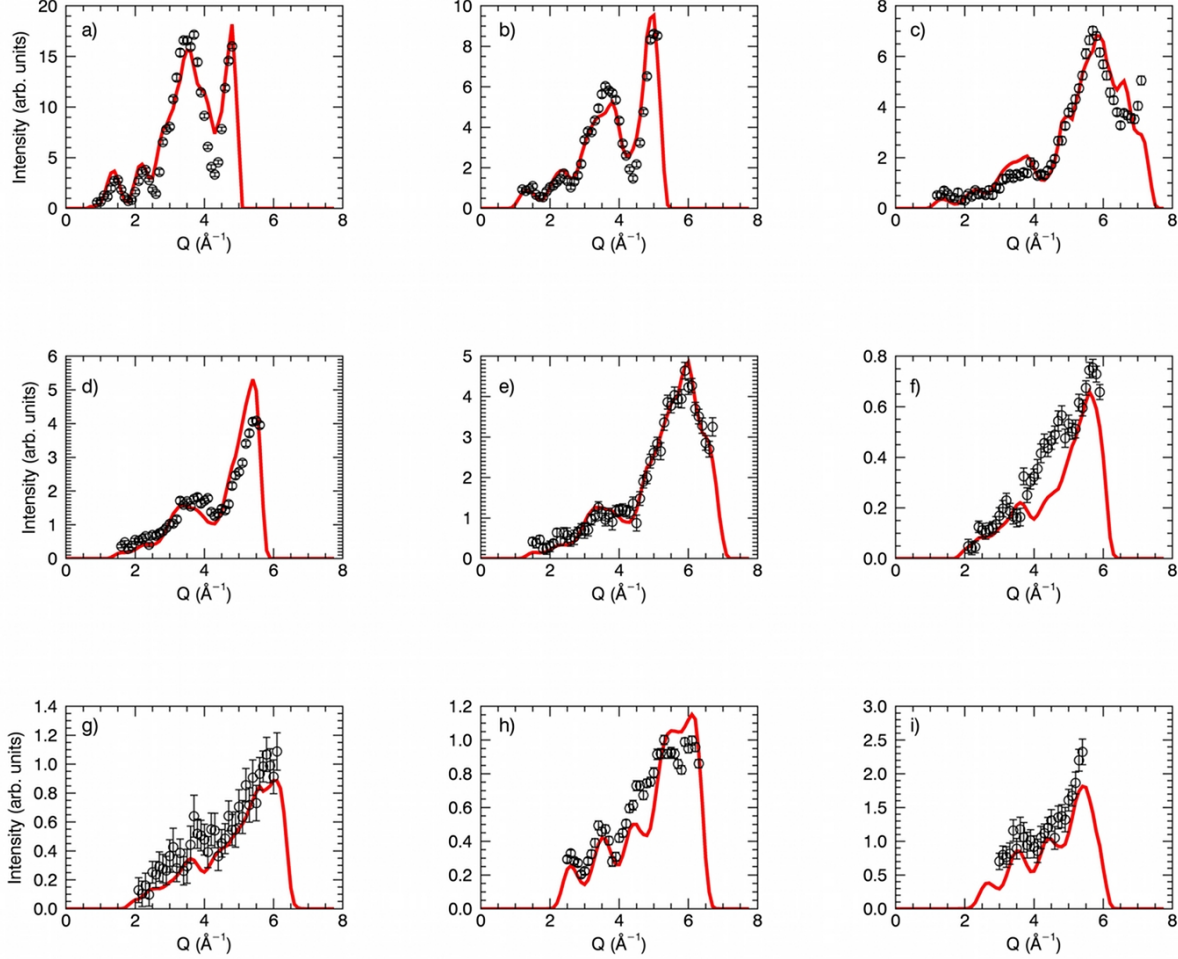 a)
Intensity (arb. units)
20
15
10
5
0
0 2 4 6 8
Q (Å⁻¹)
b)
10
8
6
4
2
0
0 2 4 6 8
Q (Å⁻¹)
c)
8
6
4
2
0
0 2 4 6 8
Q (Å⁻¹)
d)
Intensity (arb. units)
6
5
4
3
2
1
0
0 2 4 6 8
Q (Å⁻¹)
e)
5
4
3
2
1
0
0 2 4 6 8
Q (Å⁻¹)
f)
0.8
0.6
0.4
0.2
0.0
0 2 4 6 8
Q (Å⁻¹)
g)
Intensity (arb. units)
1.4
1.2
1.0
0.8
0.6
0.4
0.2
0.0
0 2 4 6 8
Q (Å⁻¹)
h)
1.2
1.0
0.8
0.6
0.4
0.2
0.0
0 2 4 6 8
Q (Å⁻¹)
i)
3.0
2.5
2.0
1.5
1.0
0.5
0.0
0 2 4 6 8
Q (Å⁻¹)